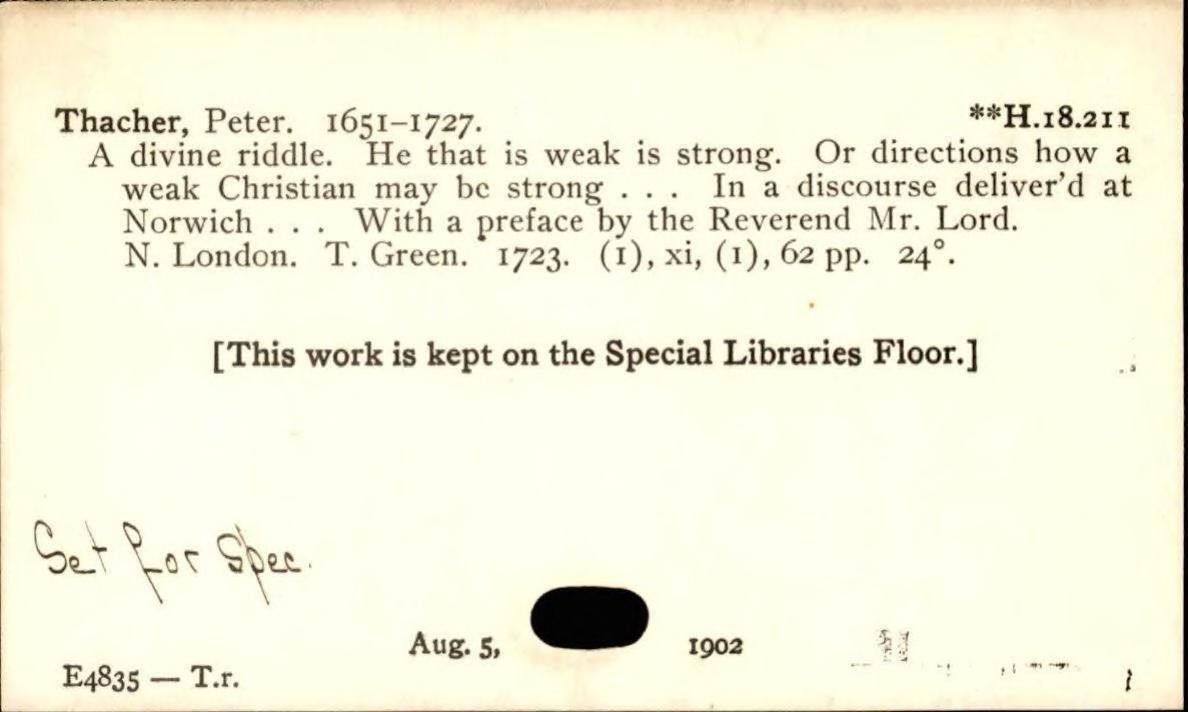 Thacher, Peter. 1651–1727. **H.18.211
A divine riddle. He that is weak is strong. Or directions how a
weak Christian may be strong . . . In a discourse deliver'd at
Norwich . . . With a preface by the Reverend Mr. Lord.
N. London. T. Green. 1723. (1), xi, (1), 62 pp. 24°.
[This work is kept on the Special Libraries Floor.]
Set for Spec.
Aug. 5, 1902
E4835 — T.r.